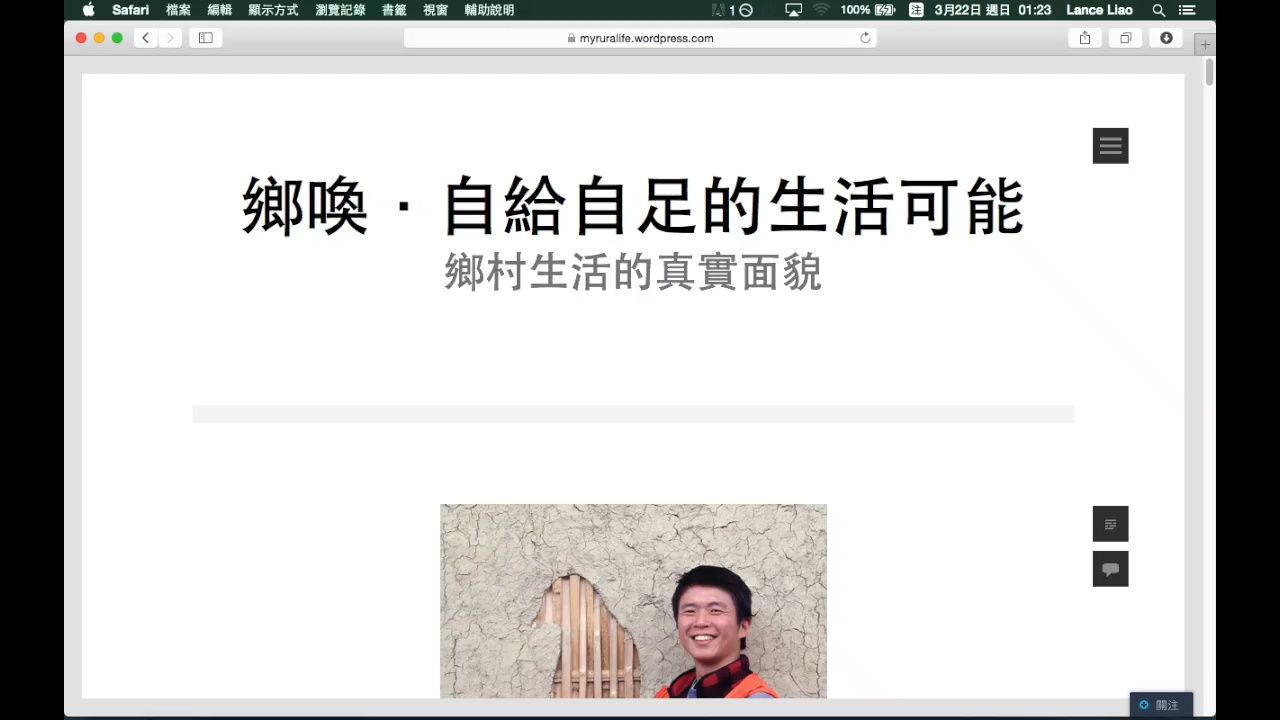 Safari 檔案 編輯 顯示方式 瀏覽記錄 書籤 視窗 輔助說明 1 100% 注 3月22日 週日 01:23 Lance Liao
myruralife.wordpress.com
鄉喚·自給自足的生活可能
鄉村生活的真實面貌
關注